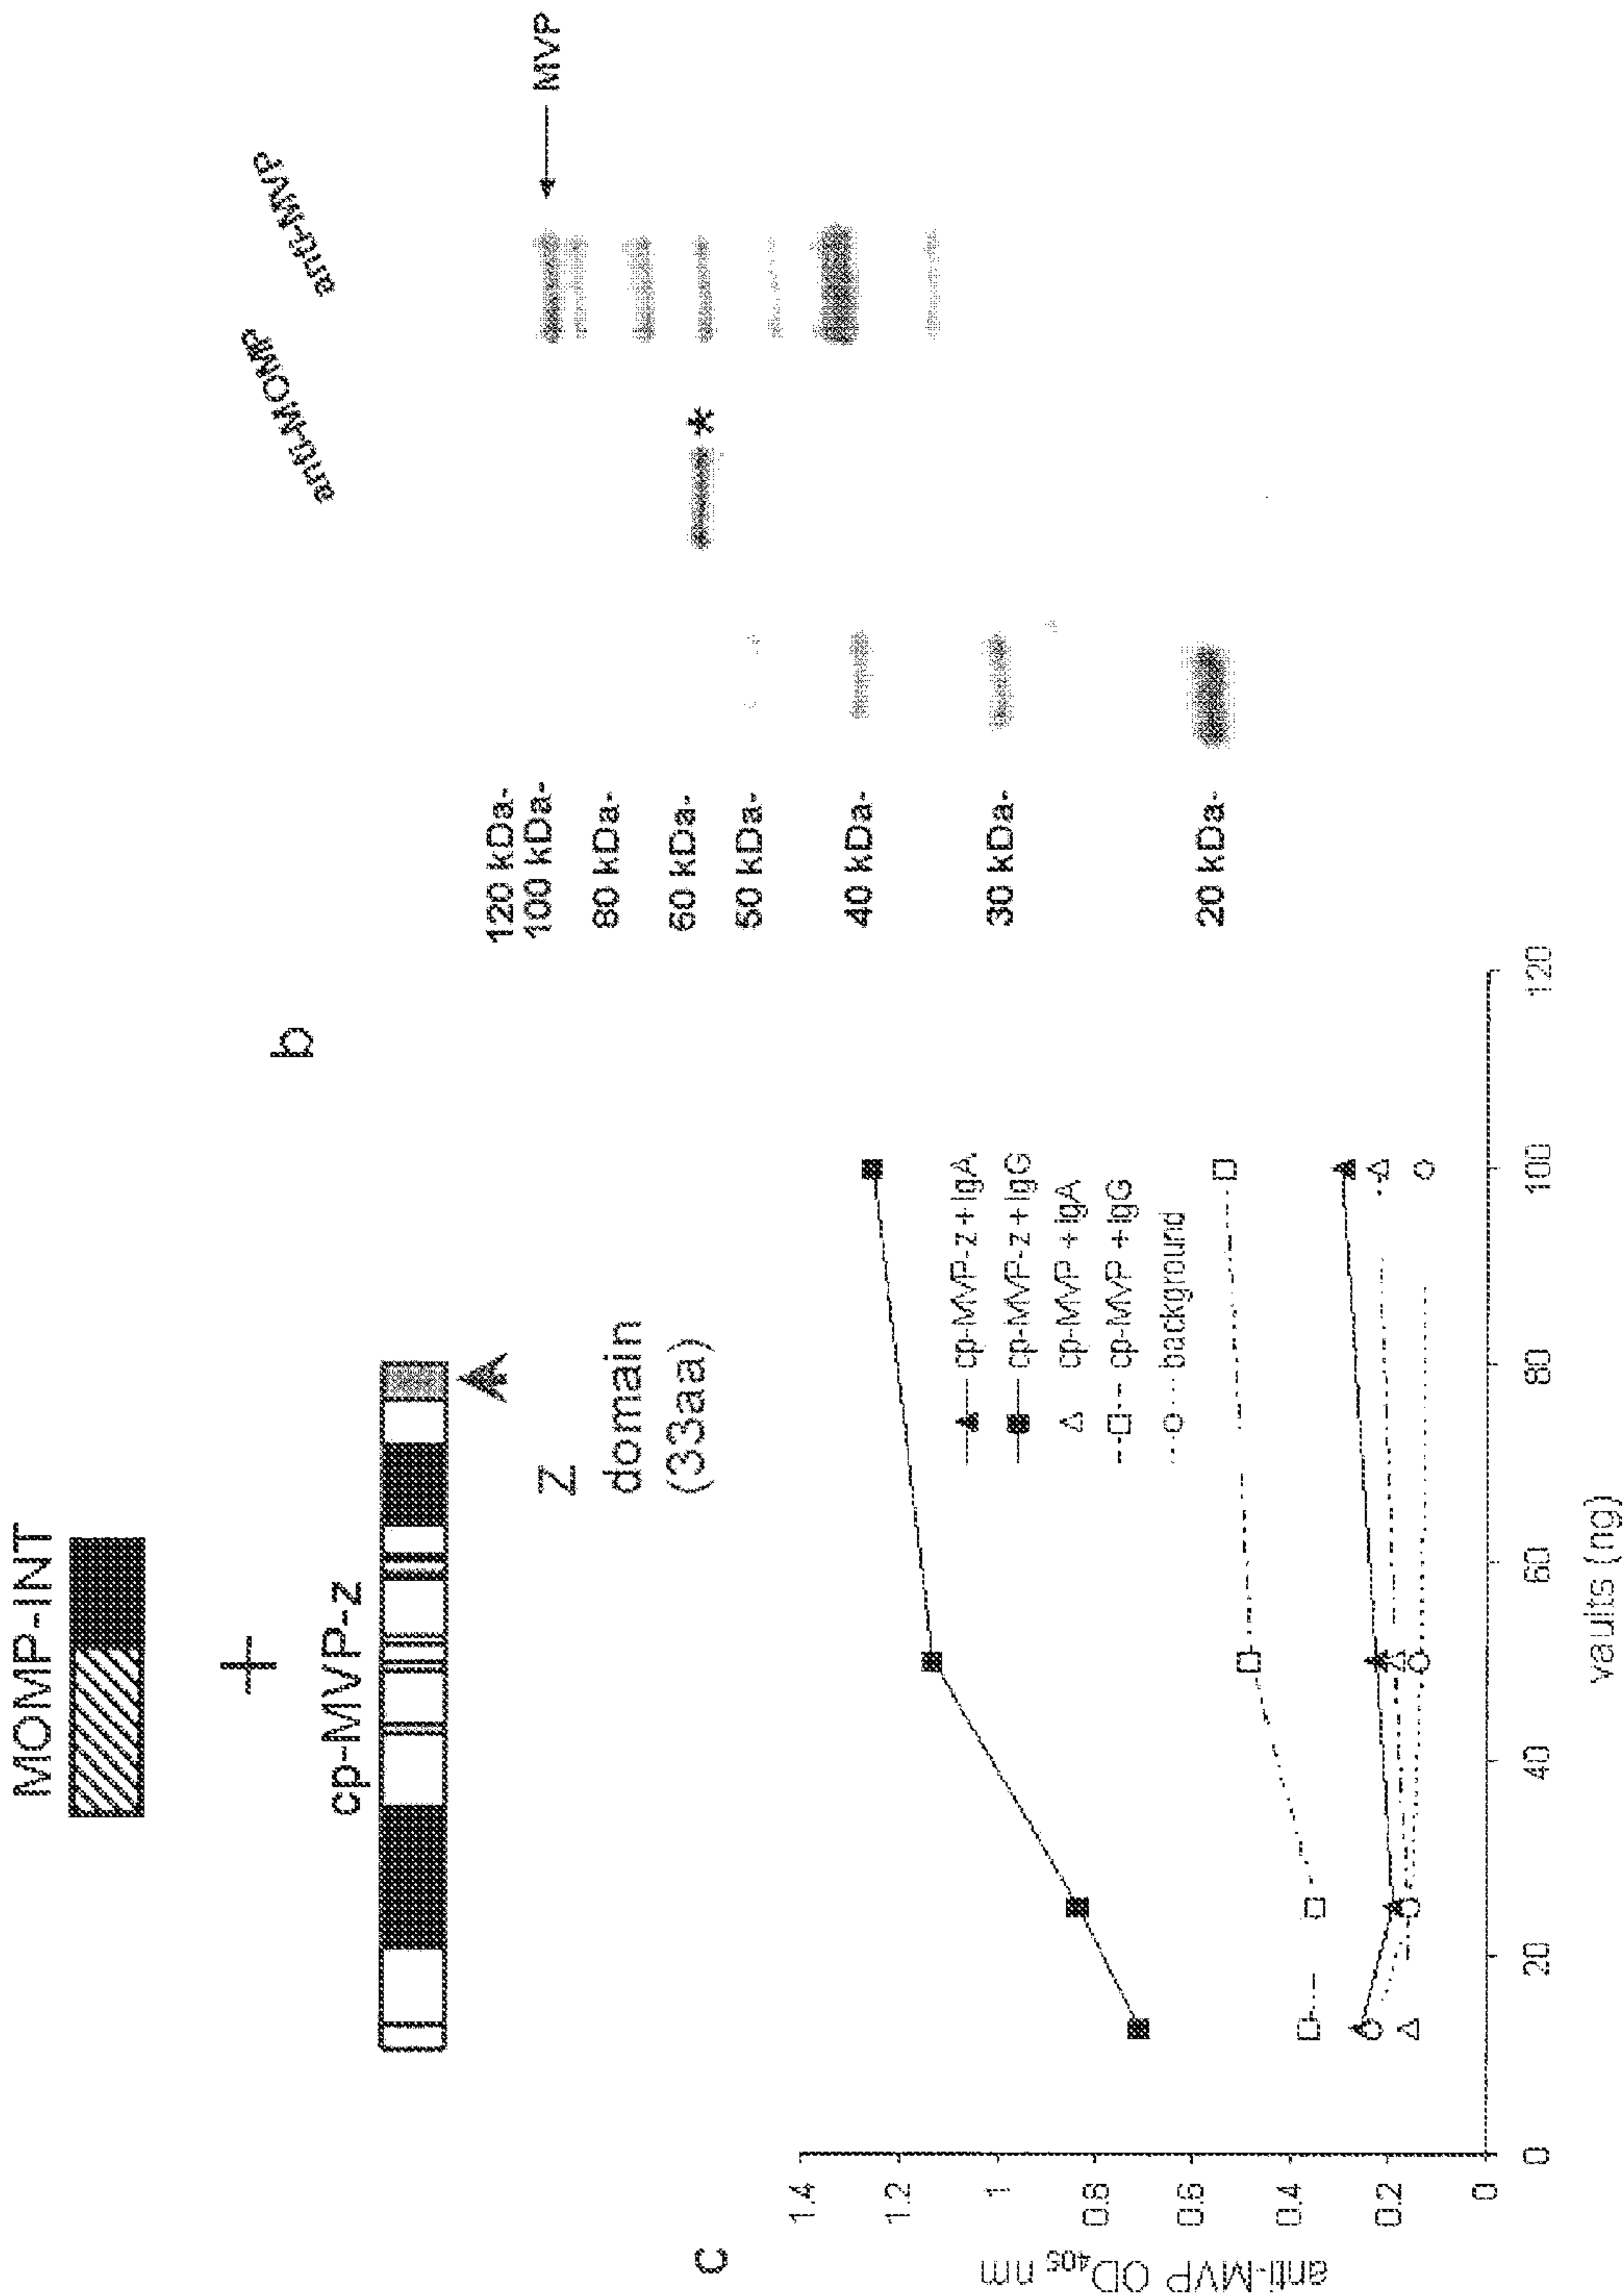 MOMP-INT
+
cp-MVP-z
Z
domain
(33aa)
b
anti-MOMP
anti-MVP
120 kDa-
100 kDa-
80 kDa-
60 kDa-
50 kDa-
40 kDa-
30 kDa-
20 kDa-
*
MVP
c
anti-MVP OD405 nm
1.4
1.2
1
0.8
0.6
0.4
0.2
0
0
20
40
60
80
100
120
vaults (ng)
cp-MVP-z + IgA
cp-MVP-z + IgG
cp-MVP + IgA
cp-MVP + IgG
background